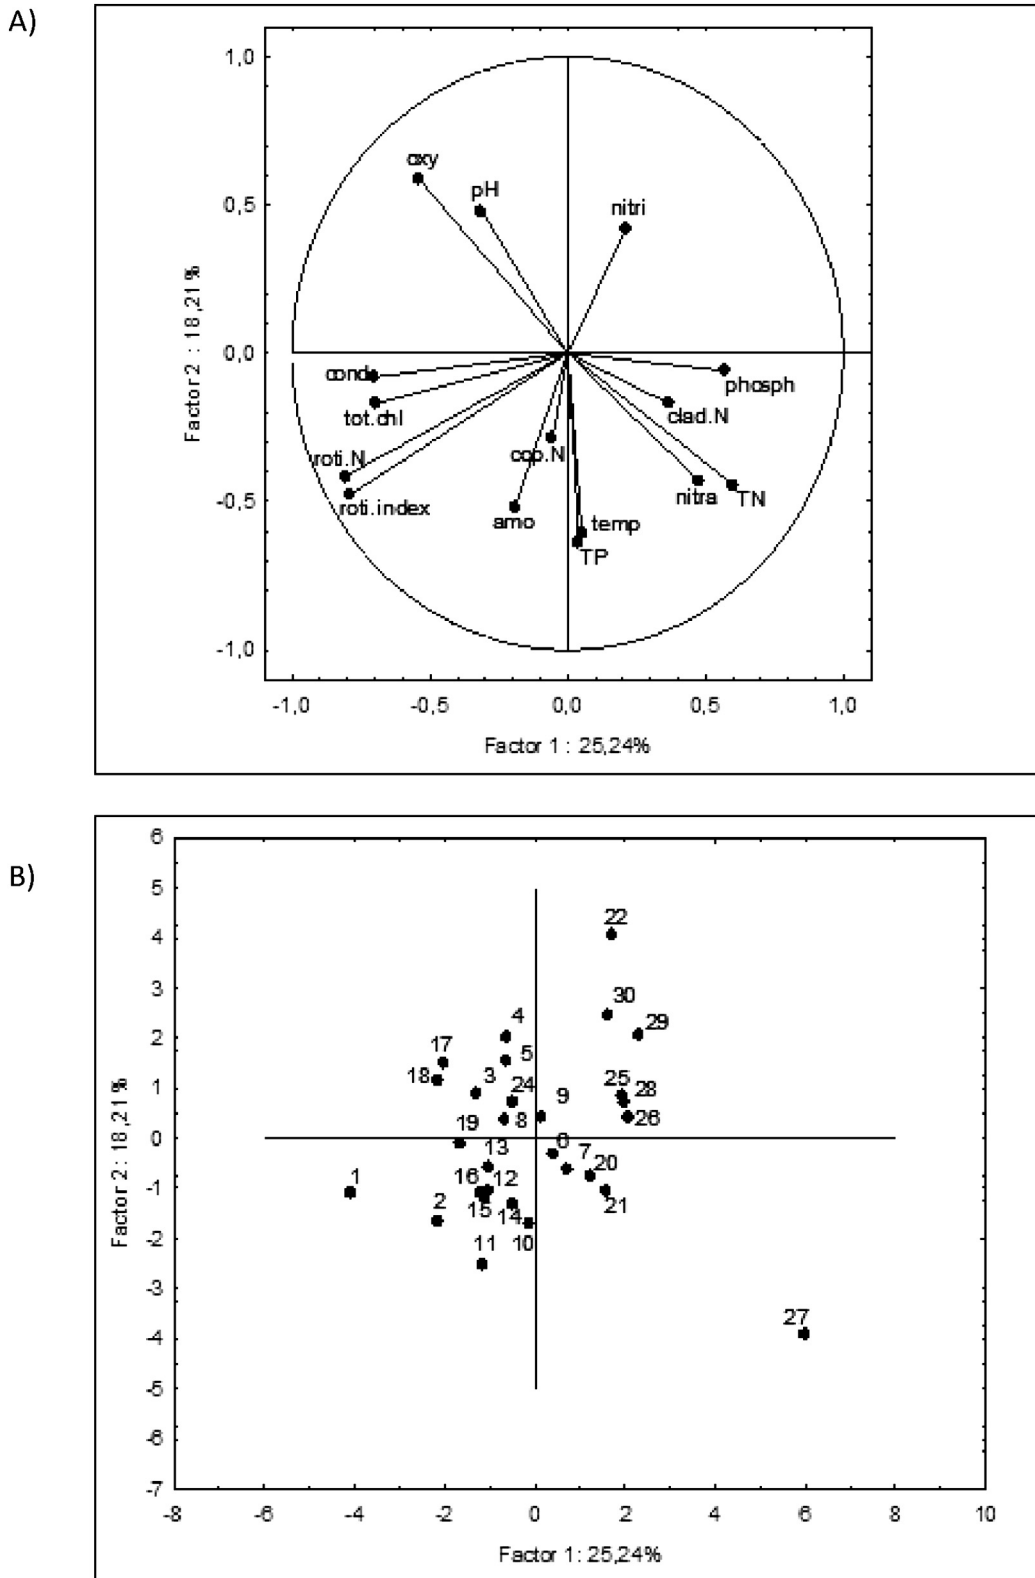 A)
1,0
oxy
pH
nitri
0,5
Factor 2 : 18,21%
0,0
cond
phosph
tot.chl
clad.N
roti.N
cop.N
roti.index
nitra
TN
-0,5
amo
temp
TP
-1,0
-1,0 -0,5 0,0 0,5 1,0
Factor 1 : 25,24%
B)
6
5
22
4
30
3
4
29
17
5
2
18
3
24
9
25
28
1
8
26
19
0
13
6
7
1
16
12
20
-1
2
15
14
21
11
10
-2
-3
27
-4
-5
-6
-7
-8 -6 -4 -2 0 2 4 6 8 10
Factor 2 : 18,21%
Factor 1 : 25,24%